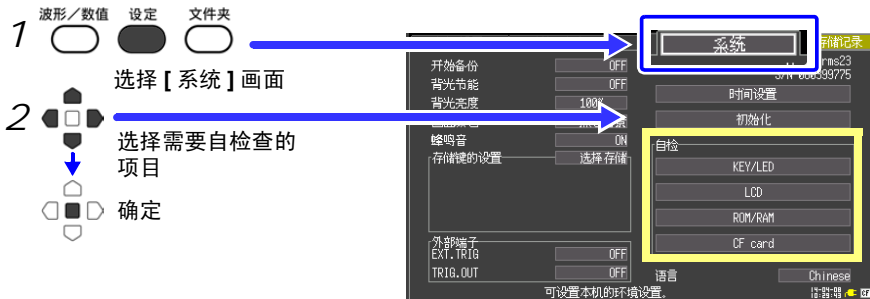 1
波形／数值 设定 文件夹
选择 [ 系统 ] 画面
2
选择需要自检查的
项目
确定
系统
存储记录
开始备份 OFF
背光节能 OFF
背光亮度 100%
蜂鸣音 ON
存储键的设置 选择存储
外部端子
EXT.TRIG OFF
TRIG.OUT OFF
时间设置
初始化
自检
KEY/LED
LCD
ROM/RAM
CF card
语言 Chinese
可设置本机的环境设置。